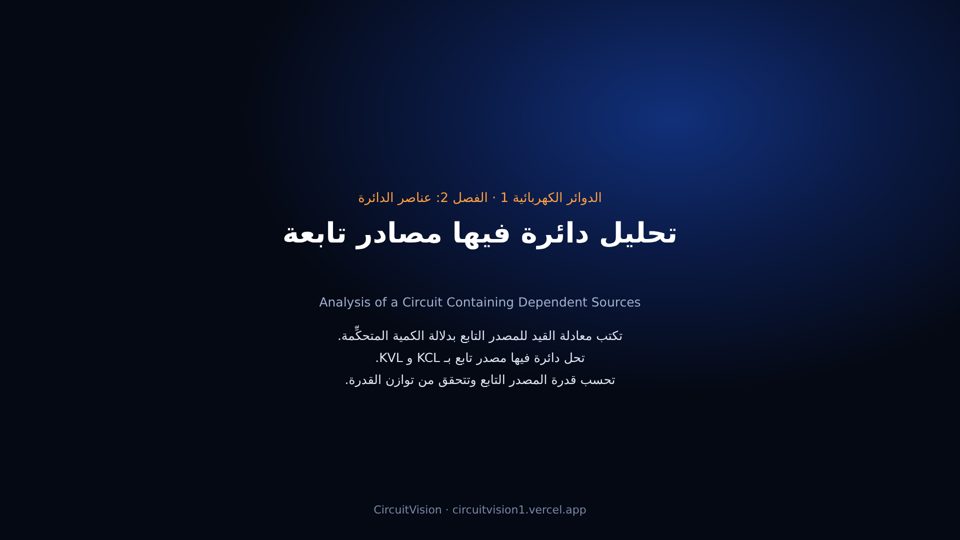 الدوائر الكهربائية 1 · الفصل 2: عناصر الدائرة
تحليل دائرة فيها مصادر تابعة
Analysis of a Circuit Containing Dependent Sources
تكتب معادلة القيد للمصدر التابع بدلالة الكمية المتحكِّمة.
تحل دائرة فيها مصدر تابع بـ KCL و KVL.
تحسب قدرة المصدر التابع وتتحقق من توازن القدرة.
CircuitVision · circuitvision1.vercel.app